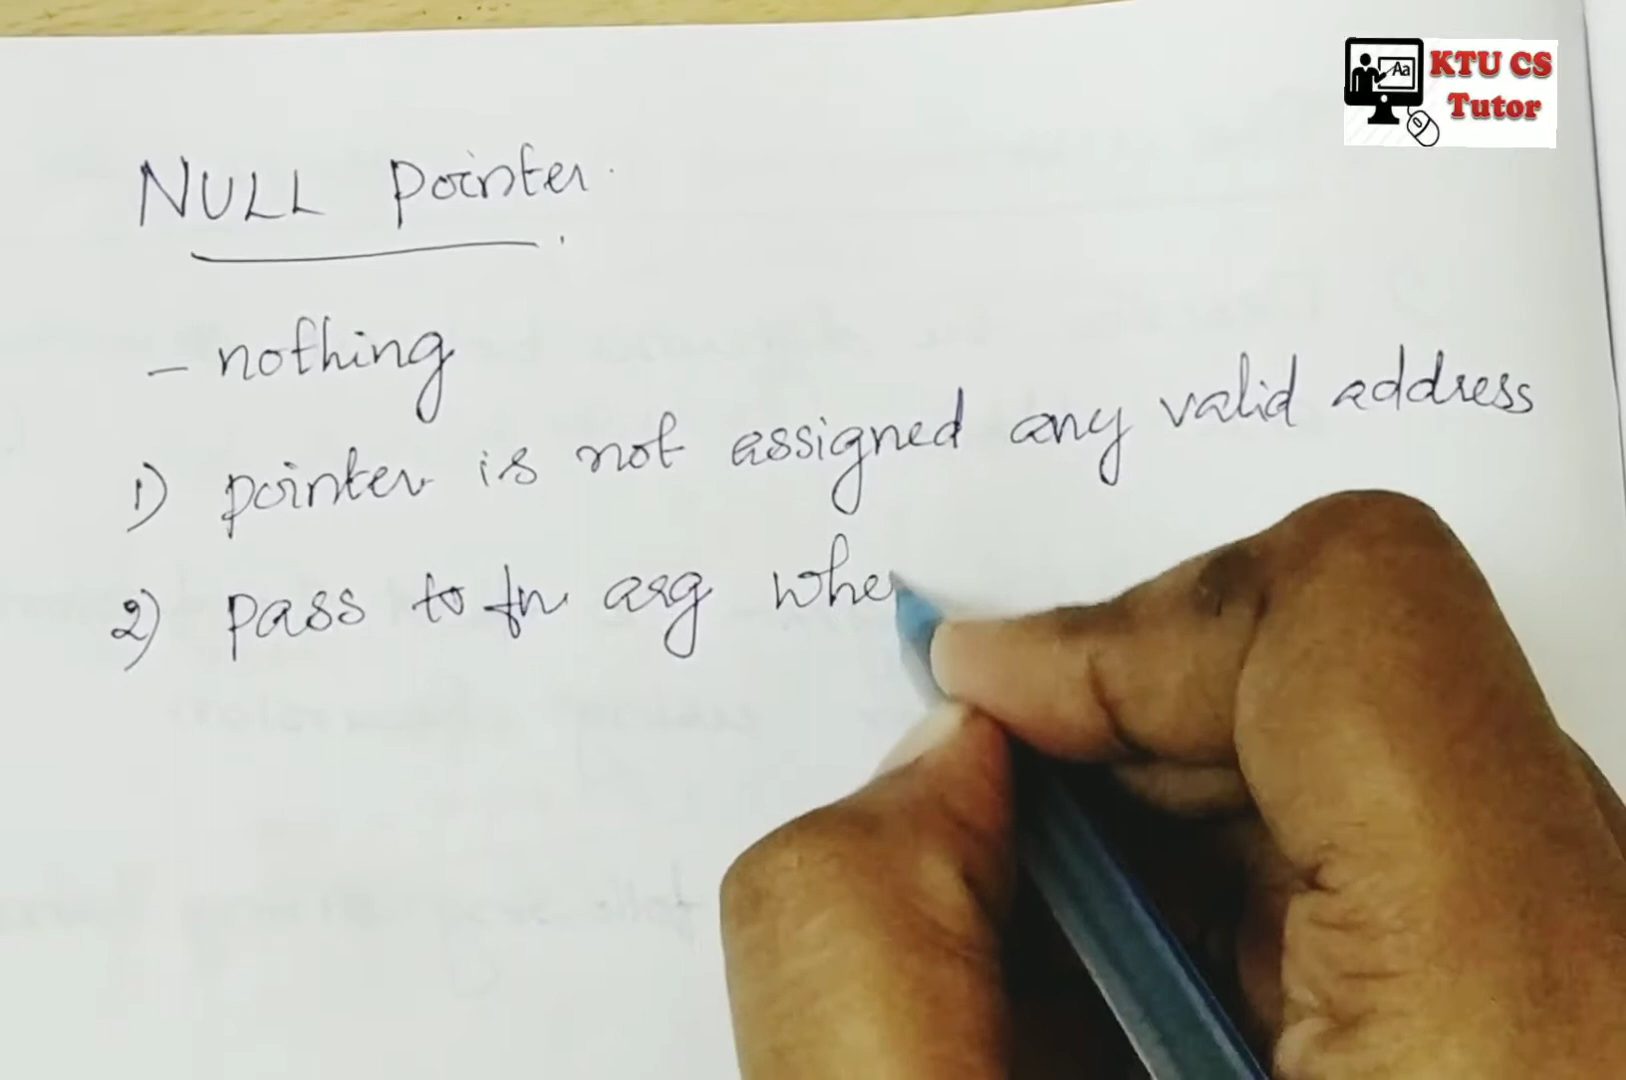 KTU CS
Tutor
Aa
NULL pointer.
- nothing
1) pointer is not assigned any valid address
2) pass to fn arg whe